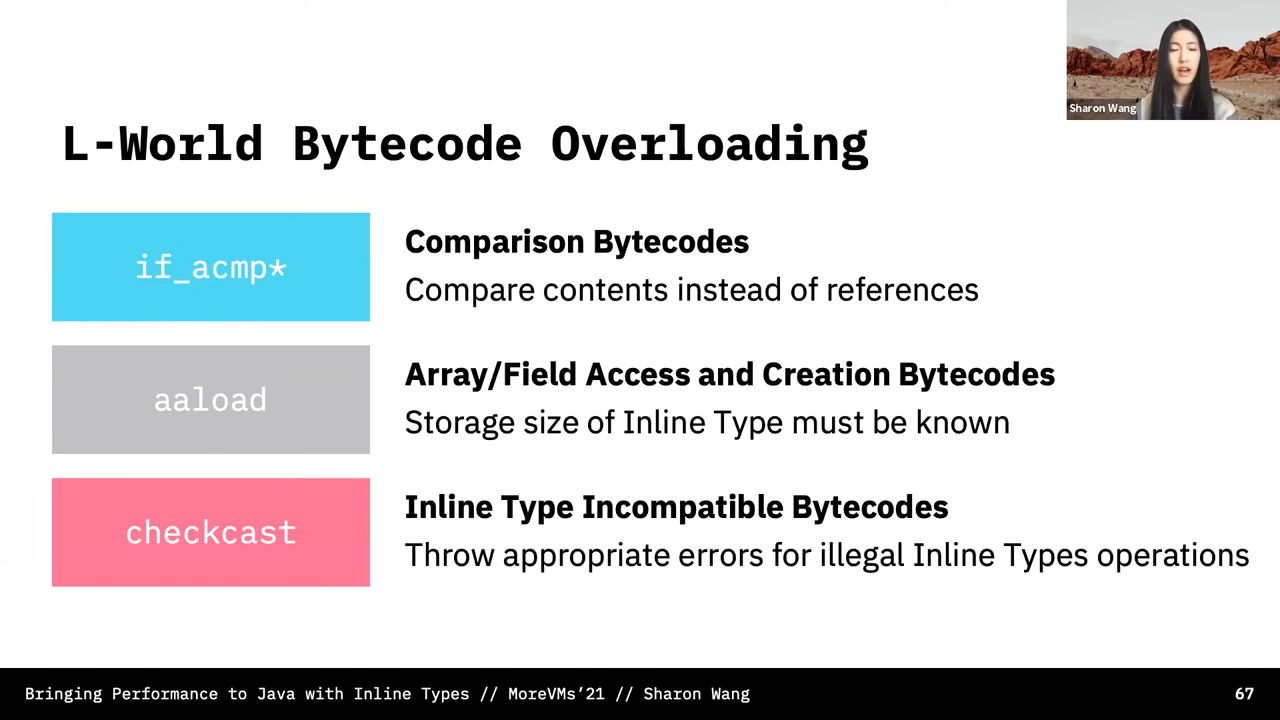 Sharon Wang
L-World Bytecode Overloading
if_acmp*
Comparison Bytecodes
Compare contents instead of references
aaload
Array/Field Access and Creation Bytecodes
Storage size of Inline Type must be known
checkcast
Inline Type Incompatible Bytecodes
Throw appropriate errors for illegal Inline Types operations
Bringing Performance to Java with Inline Types // MoreVMs’21 // Sharon Wang
67